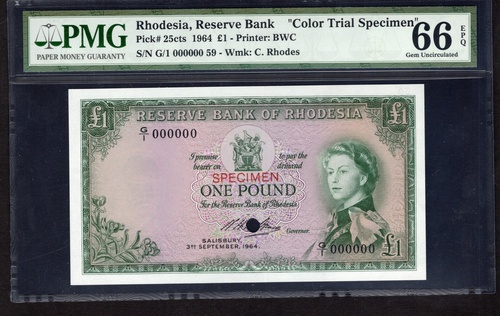 PMG
PAPER MONEY GUARANTY
Rhodesia, Reserve Bank "Color Trial Specimen"
Pick# 25cts 1964 £1 - Printer: BWC
S/N G/1 000000 59 - Wmk: C. Rhodes
66 EPQ
Gem Uncirculated
£1 RESERVE BANK OF RHODESIA £1
G/1 000000
I promise to pay the
bearer on demand
SPECIMEN
ONE POUND
for the Reserve Bank of Rhodesia
Governor.
SALISBURY,
3RD SEPTEMBER, 1964.
G/1 000000 £1